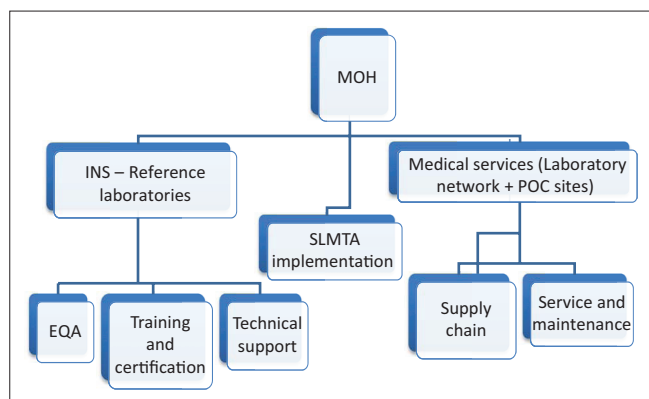 MOH
INS – Reference
laboratories
Medical services (Laboratory
network + POC sites)
SLMTA
implementation
EQA
Training
and
certification
Technical
support
Supply
chain
Service and
maintenance